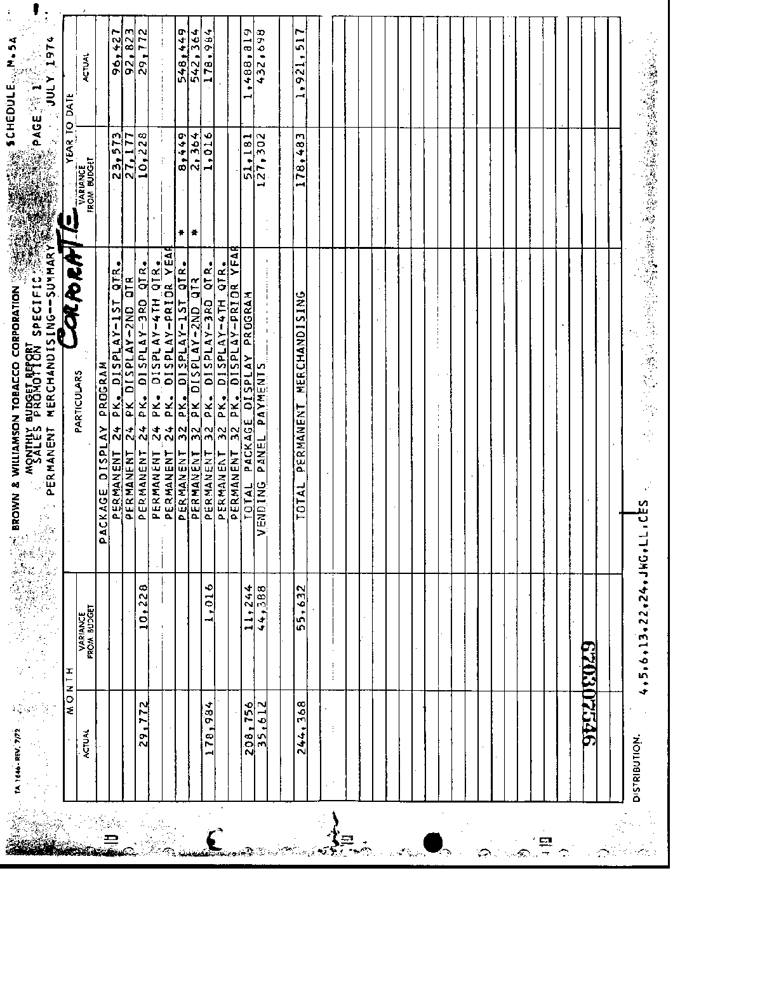 TA 1646-REV. 7/72
BROWN & WILLIAMSON TOBACCO CORPORATION
SCHEDULE M-5A
MONTHLY BUDGET REPORT
SALES PROMOTION SPECIFIC
PAGE 1
PERMANENT MERCHANDISING--SUMMARY
JULY 1974
CORPORATE
MONTH PARTICULARS YEAR TO DATE
ACTUAL VARIANCE FROM BUDGET VARIANCE FROM BUDGET ACTUAL
PACKAGE DISPLAY PROGRAM
PERMANENT 24 PK. DISPLAY-1ST QTR. 23,573 96,427
PERMANENT 24 PK DISPLAY-2ND QTR 27,177 92,823
29,772 10,228 PERMANENT 24 PK. DISPLAY-3RD QTR. 10,228 29,772
PERMANENT 24 PK. DISPLAY-4TH QTR.
PERMANENT 24 PK. DISPLAY-PRIOR YEAR
PERMANENT 32 PK. DISPLAY-1ST QTR. * 8,449 548,449
PERMANENT 32 PK DISPLAY-2ND QTR * 2,364 542,364
178,984 1,016 PERMANENT 32 PK. DISPLAY-3RD QTR. 1,016 178,984
PERMANENT 32 PK. DISPLAY-4TH QTR.
PERMANENT 32 PK. DISPLAY-PRIOR YEAR
208,756 11,244 TOTAL PACKAGE DISPLAY PROGRAM 51,181 1,488,819
35,612 44,388 VENDING PANEL PAYMENTS 127,302 432,698
244,368 55,632 TOTAL PERMANENT MERCHANDISING 178,483 1,921,517
670307546
DISTRIBUTION. 4,5,6,13,22,24,JWG,LL,CES